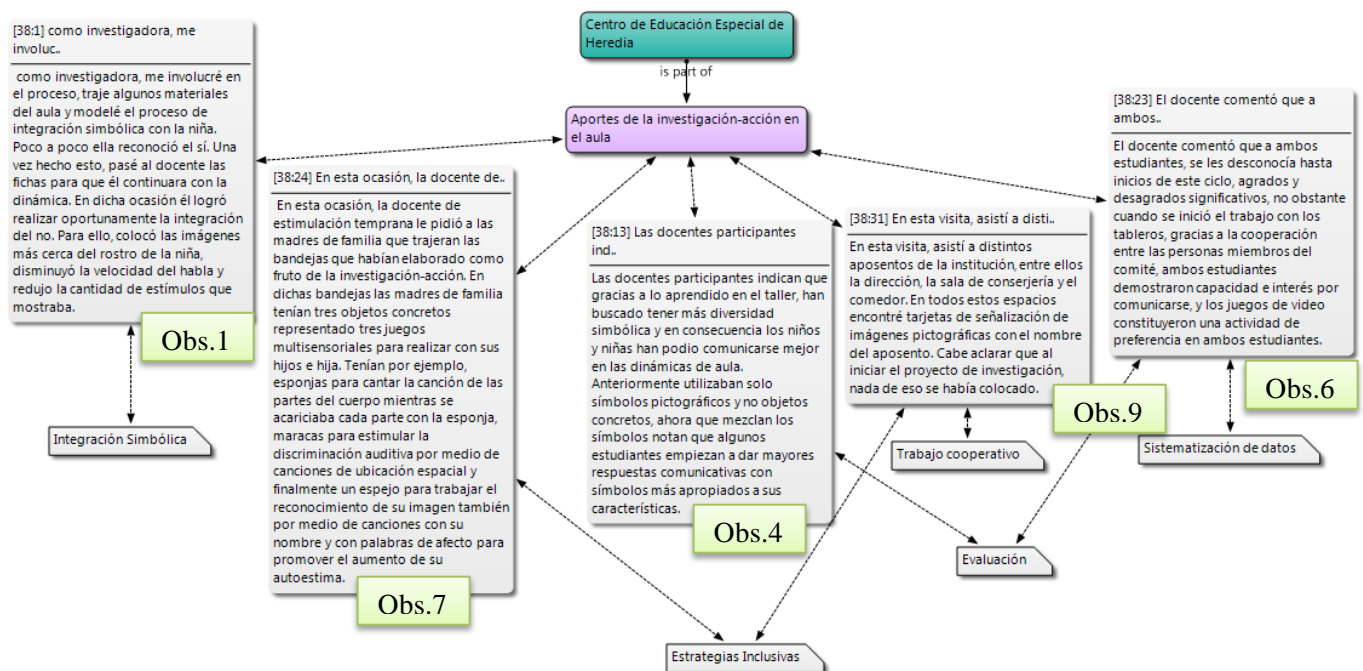 Centro de Educación Especial de
Heredia
is part of
Aportes de la investigación-acción en
el aula
[38:1] como investigadora, me
involuc..
como investigadora, me involucré en
el proceso, traje algunos materiales
del aula y modelé el proceso de
integración simbólica con la niña.
Poco a poco ella reconoció el sí. Una
vez hecho esto, pasé al docente las
fichas para que él continuara con la
dinámica. En dicha ocasión él logró
realizar oportunamente la integración
del no. Para ello, colocó las imágenes
más cerca del rostro de la niña,
disminuyó la velocidad del habla y
redujo la cantidad de estímulos que
mostraba.
Obs.1
Integración Simbólica
[38:24] En esta ocasión, la docente de..
En esta ocasión, la docente de
estimulación temprana le pidió a las
madres de familia que trajeran las
bandejas que habían elaborado como
fruto de la investigación-acción. En
dichas bandejas las madres de familia
tenían tres objetos concretos
representado tres juegos
multisensoriales para realizar con sus
hijos e hija. Tenían por ejemplo,
esponjas para cantar la canción de las
partes del cuerpo mientras se
acariciaba cada parte con la esponja,
maracas para estimular la
discriminación auditiva por medio de
canciones de ubicación espacial y
finalmente un espejo para trabajar el
reconocimiento de su imagen también
por medio de canciones con su
nombre y con palabras de afecto para
promover el aumento de su
autoestima.
Obs.7
[38:13] Las docentes participantes
ind..
Las docentes participantes indican que
gracias a lo aprendido en el taller, han
buscado tener más diversidad
simbólica y en consecuencia los niños
y niñas han podio comunicarse mejor
en las dinámicas de aula.
Anteriormente utilizaban solo
símbolos pictográficos y no objetos
concretos, ahora que mezclan los
símbolos notan que algunos
estudiantes empiezan a dar mayores
respuestas comunicativas con
símbolos más apropiados a sus
características.
Obs.4
[38:31] En esta visita, asistí a disti..
En esta visita, asistí a distintos
aposentos de la institución, entre ellos
la dirección, la sala de conserjería y el
comedor. En todos estos espacios
encontré tarjetas de señalización de
imágenes pictográficas con el nombre
del aposento. Cabe aclarar que al
iniciar el proyecto de investigación,
nada de eso se había colocado.
Obs.9
Trabajo cooperativo
[38:23] El docente comentó que a
ambos..
El docente comentó que a ambos
estudiantes, se les desconocía hasta
inicios de este ciclo, agrados y
desagrados significativos, no obstante
cuando se inició el trabajo con los
tableros, gracias a la cooperación
entre las personas miembros del
comité, ambos estudiantes
demostraron capacidad e interés por
comunicarse, y los juegos de video
constituyeron una actividad de
preferencia en ambos estudiantes.
Obs.6
Sistematización de datos
Evaluación
Estrategias Inclusivas